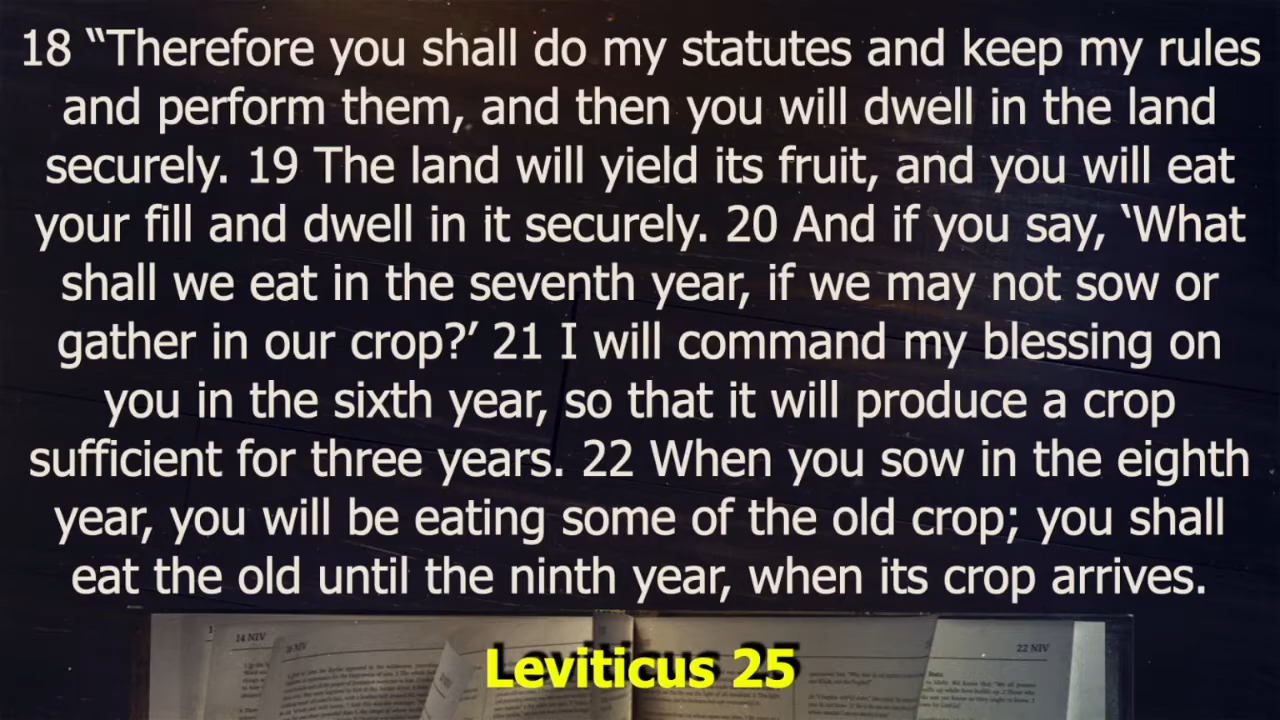 18 “Therefore you shall do my statutes and keep my rules
and perform them, and then you will dwell in the land
securely. 19 The land will yield its fruit, and you will eat
your fill and dwell in it securely. 20 And if you say, ‘What
shall we eat in the seventh year, if we may not sow or
gather in our crop?’ 21 I will command my blessing on
you in the sixth year, so that it will produce a crop
sufficient for three years. 22 When you sow in the eighth
year, you will be eating some of the old crop; you shall
eat the old until the ninth year, when its crop arrives.
14 NIV
22 NIV
Leviticus 25